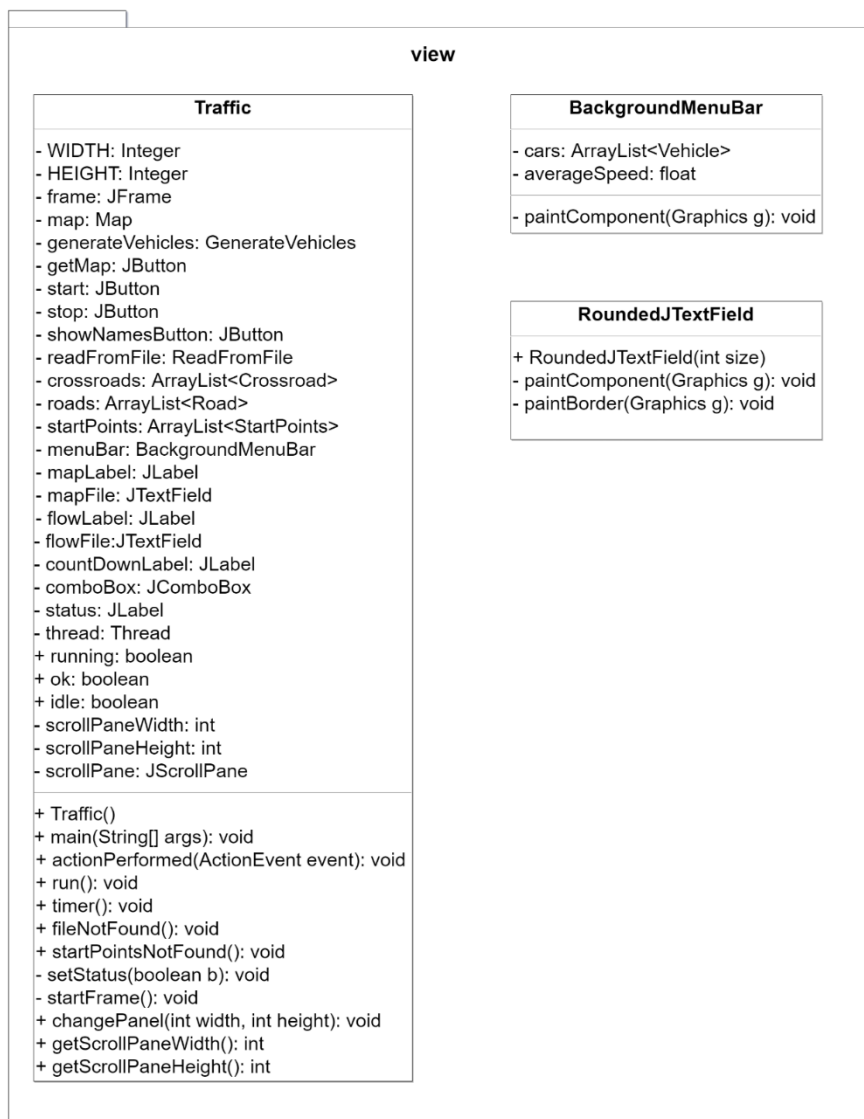 view
Traffic
- WIDTH: Integer
- HEIGHT: Integer
- frame: JFrame
- map: Map
- generateVehicles: GenerateVehicles
- getMap: JButton
- start: JButton
- stop: JButton
- showNamesButton: JButton
- readFromFile: ReadFromFile
- crossroads: ArrayList<Crossroad>
- roads: ArrayList<Road>
- startPoints: ArrayList<StartPoints>
- menuBar: BackgroundMenuBar
- mapLabel: JLabel
- mapFile: JTextField
- flowLabel: JLabel
- flowFile:JTextField
- countDownLabel: JLabel
- comboBox: JComboBox
- status: JLabel
- thread: Thread
+ running: boolean
+ ok: boolean
+ idle: boolean
- scrollPaneWidth: int
- scrollPaneHeight: int
- scrollPane: JScrollPane
+ Traffic()
+ main(String[] args): void
+ actionPerformed(ActionEvent event): void
+ run(): void
+ timer(): void
+ fileNotFound(): void
+ startPointsNotFound(): void
- setStatus(boolean b): void
- startFrame(): void
+ changePanel(int width, int height): void
+ getScrollPaneWidth(): int
+ getScrollPaneHeight(): int
BackgroundMenuBar
- cars: ArrayList<Vehicle>
- averageSpeed: float
- paintComponent(Graphics g): void
RoundedJTextField
+ RoundedJTextField(int size)
- paintComponent(Graphics g): void
- paintBorder(Graphics g): void